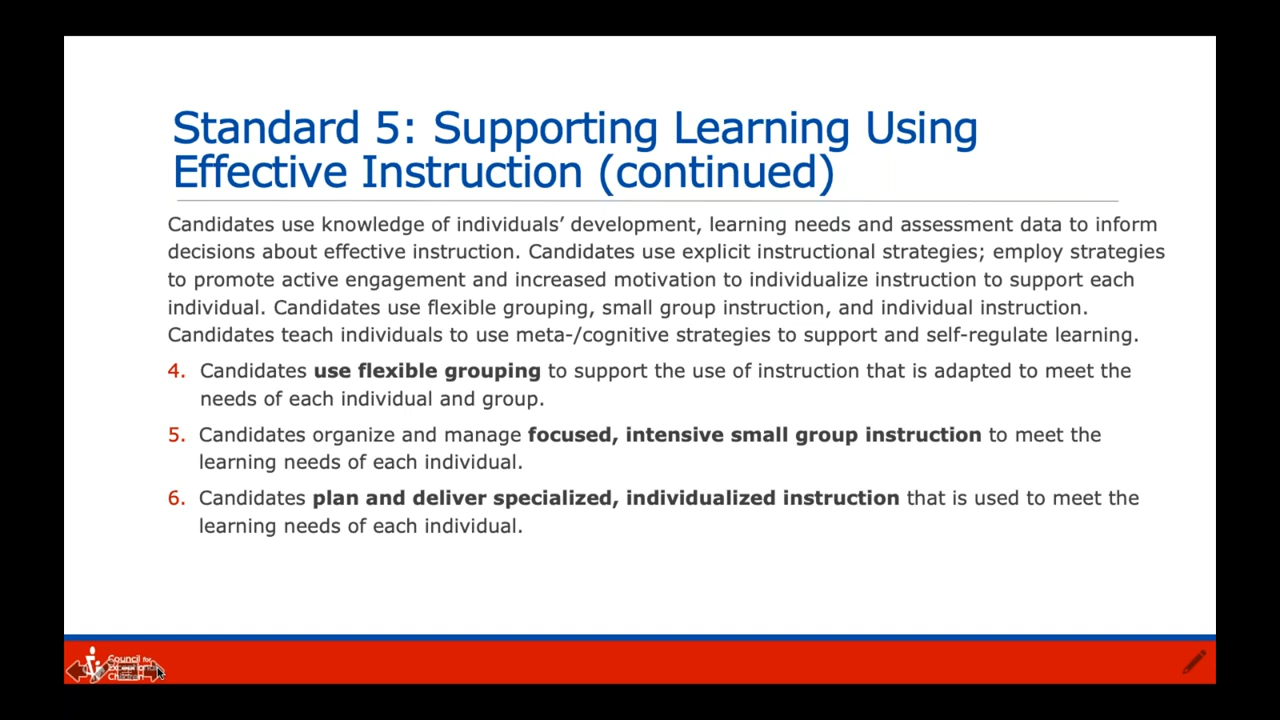 Standard 5: Supporting Learning Using
Effective Instruction (continued)
Candidates use knowledge of individuals’ development, learning needs and assessment data to inform
decisions about effective instruction. Candidates use explicit instructional strategies; employ strategies
to promote active engagement and increased motivation to individualize instruction to support each
individual. Candidates use flexible grouping, small group instruction, and individual instruction.
Candidates teach individuals to use meta-/cognitive strategies to support and self-regulate learning.
4. Candidates use flexible grouping to support the use of instruction that is adapted to meet the
needs of each individual and group.
5. Candidates organize and manage focused, intensive small group instruction to meet the
learning needs of each individual.
6. Candidates plan and deliver specialized, individualized instruction that is used to meet the
learning needs of each individual.
Council for
Exceptional
Children